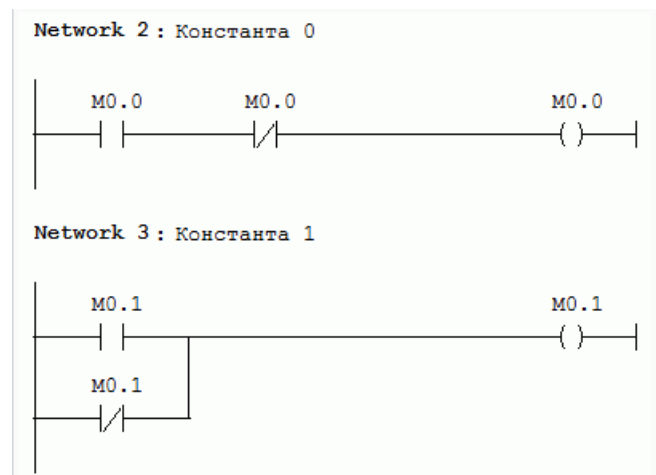 Network 2 : Константа 0
M0.0 M0.0 M0.0
Network 3 : Константа 1
M0.1 M0.1
M0.1